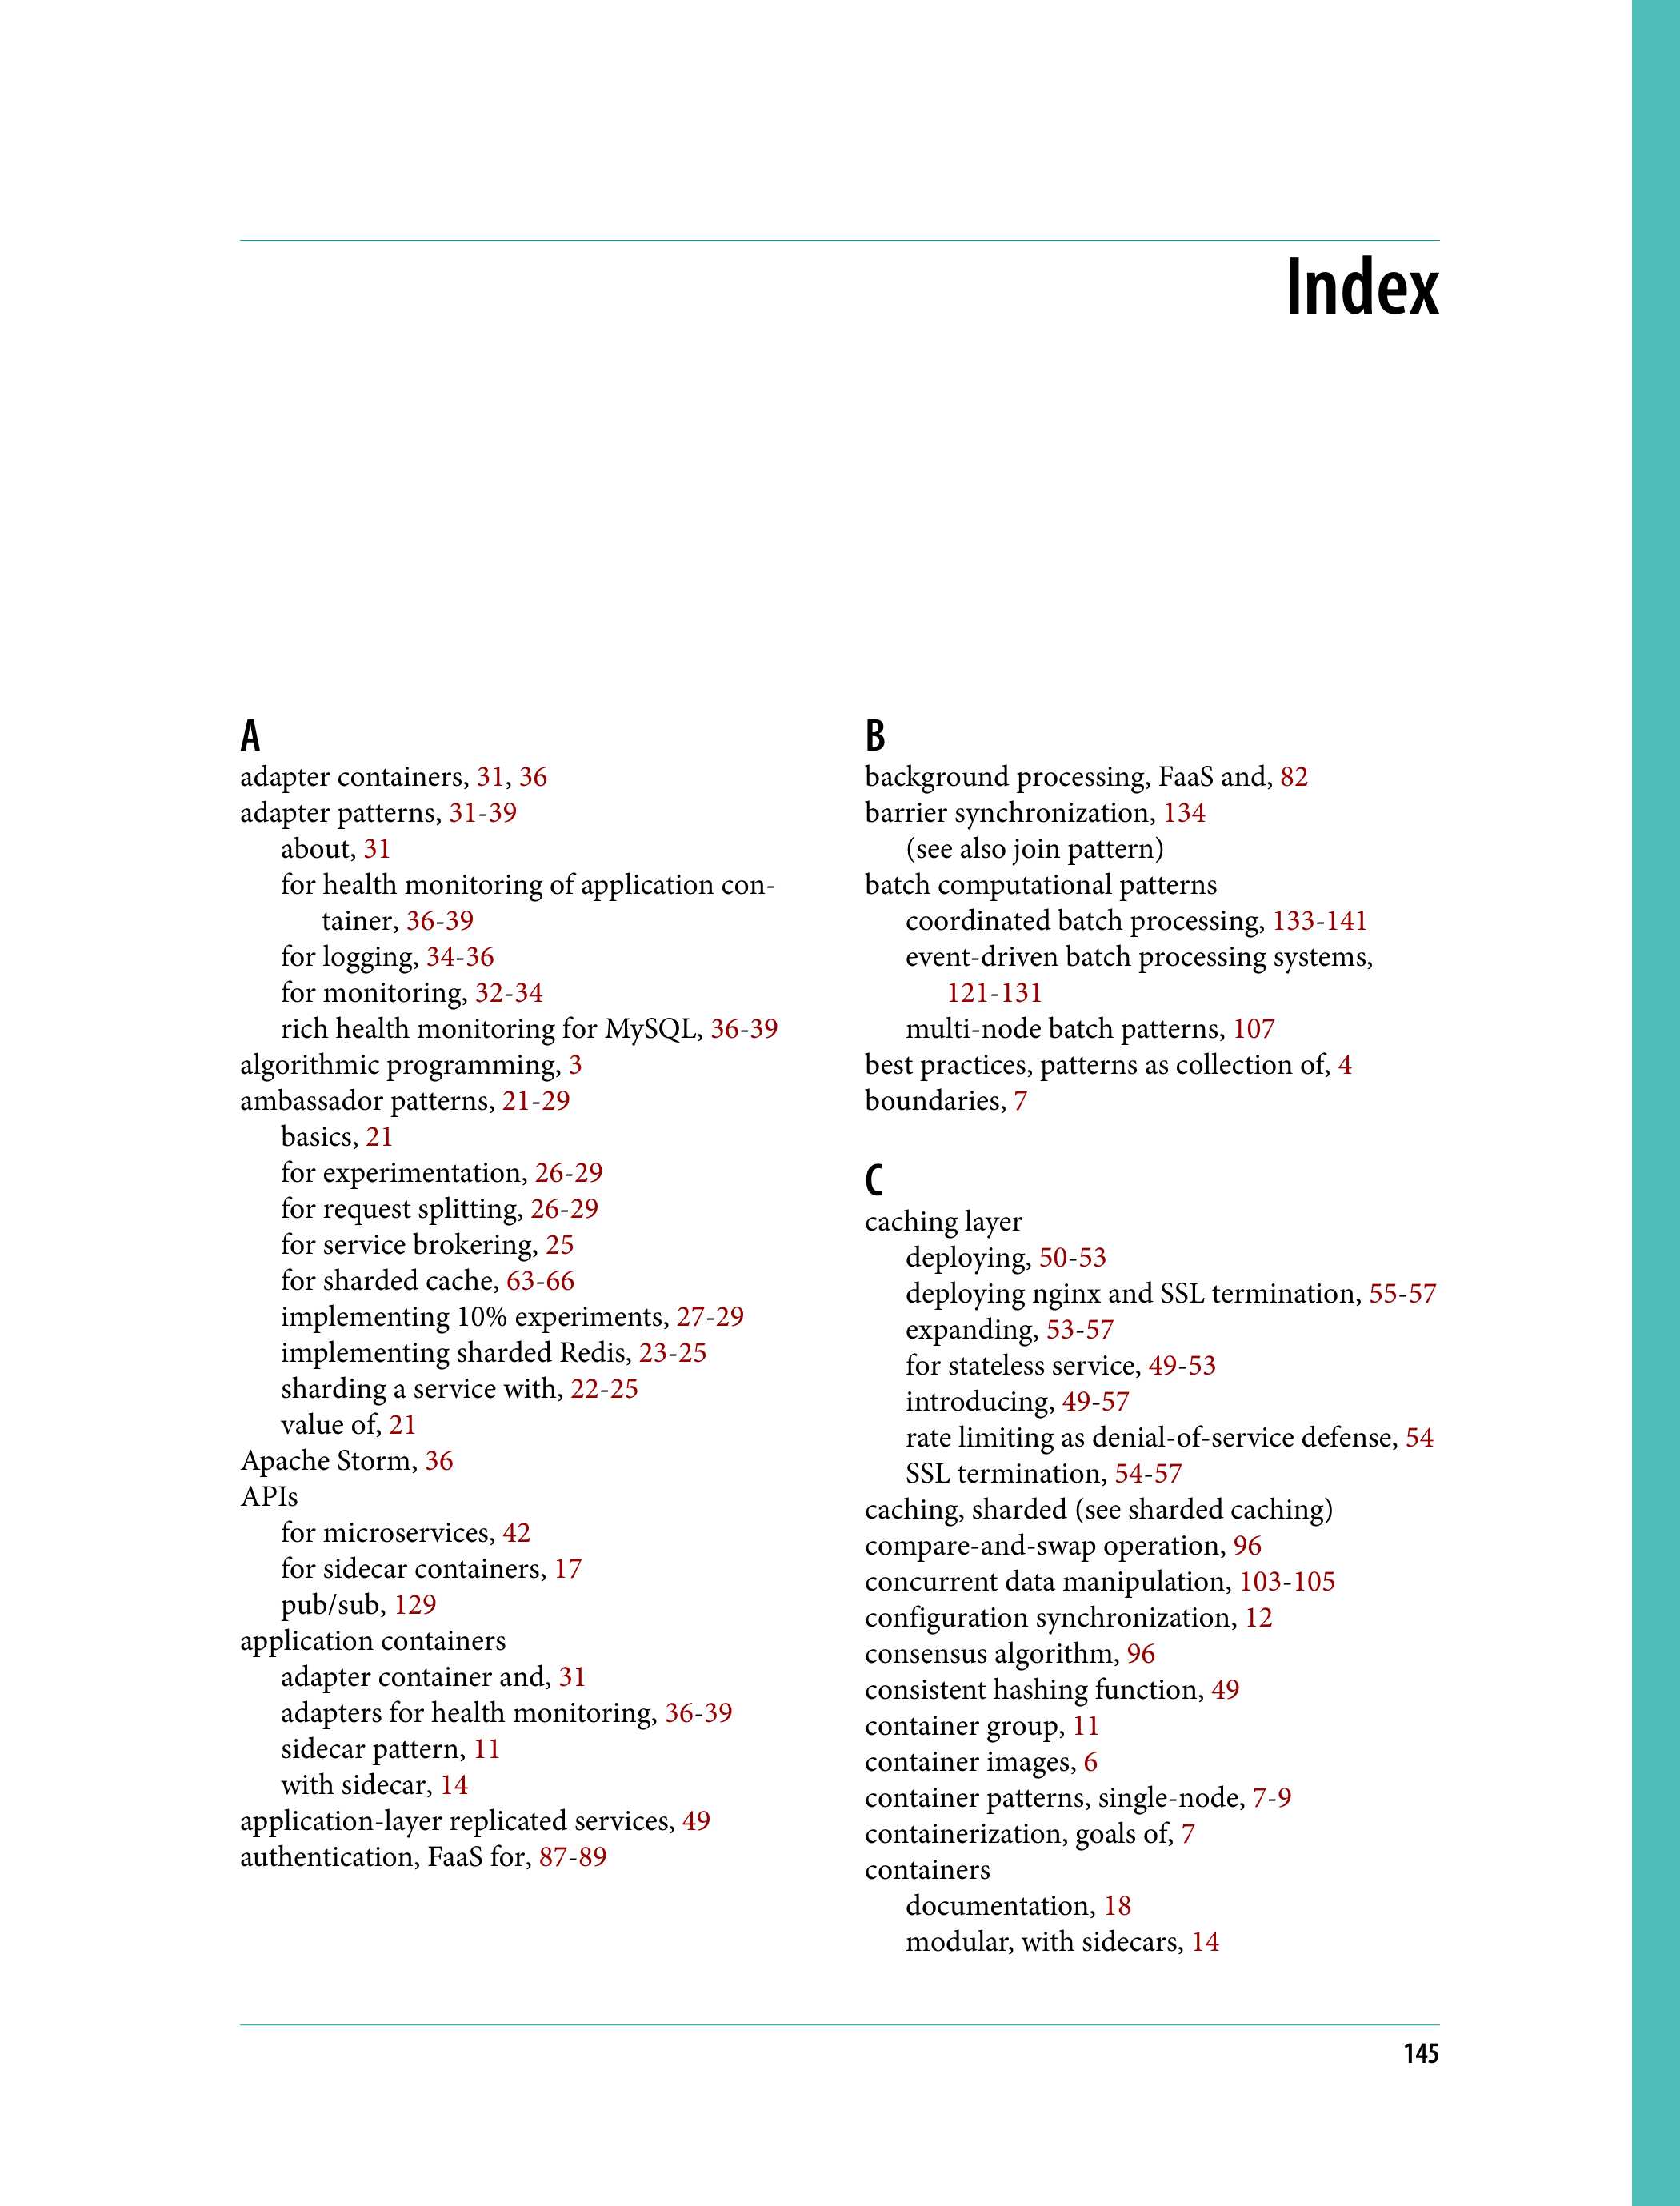 Index
A
adapter containers, 31, 36
adapter patterns, 31-39
about, 31
for health monitoring of application con-
tainer, 36-39
for logging, 34-36
for monitoring, 32-34
rich health monitoring for MySQL, 36-39
algorithmic programming, 3
ambassador patterns, 21-29
basics, 21
for experimentation, 26-29
for request splitting, 26-29
for service brokering, 25
for sharded cache, 63-66
implementing 10% experiments, 27-29
implementing sharded Redis, 23-25
sharding a service with, 22-25
value of, 21
Apache Storm, 36
APIs
for microservices, 42
for sidecar containers, 17
pub/sub, 129
application containers
adapter container and, 31
adapters for health monitoring, 36-39
sidecar pattern, 11
with sidecar, 14
application-layer replicated services, 49
authentication, FaaS for, 87-89
B
background processing, FaaS and, 82
barrier synchronization, 134
(see also join pattern)
batch computational patterns
coordinated batch processing, 133-141
event-driven batch processing systems,
121-131
multi-node batch patterns, 107
best practices, patterns as collection of, 4
boundaries, 7
C
caching layer
deploying, 50-53
deploying nginx and SSL termination, 55-57
expanding, 53-57
for stateless service, 49-53
introducing, 49-57
rate limiting as denial-of-service defense, 54
SSL termination, 54-57
caching, sharded (see sharded caching)
compare-and-swap operation, 96
concurrent data manipulation, 103-105
configuration synchronization, 12
consensus algorithm, 96
consistent hashing function, 49
container group, 11
container images, 6
container patterns, single-node, 7-9
containerization, goals of, 7
containers
documentation, 18
modular, with sidecars, 14
145